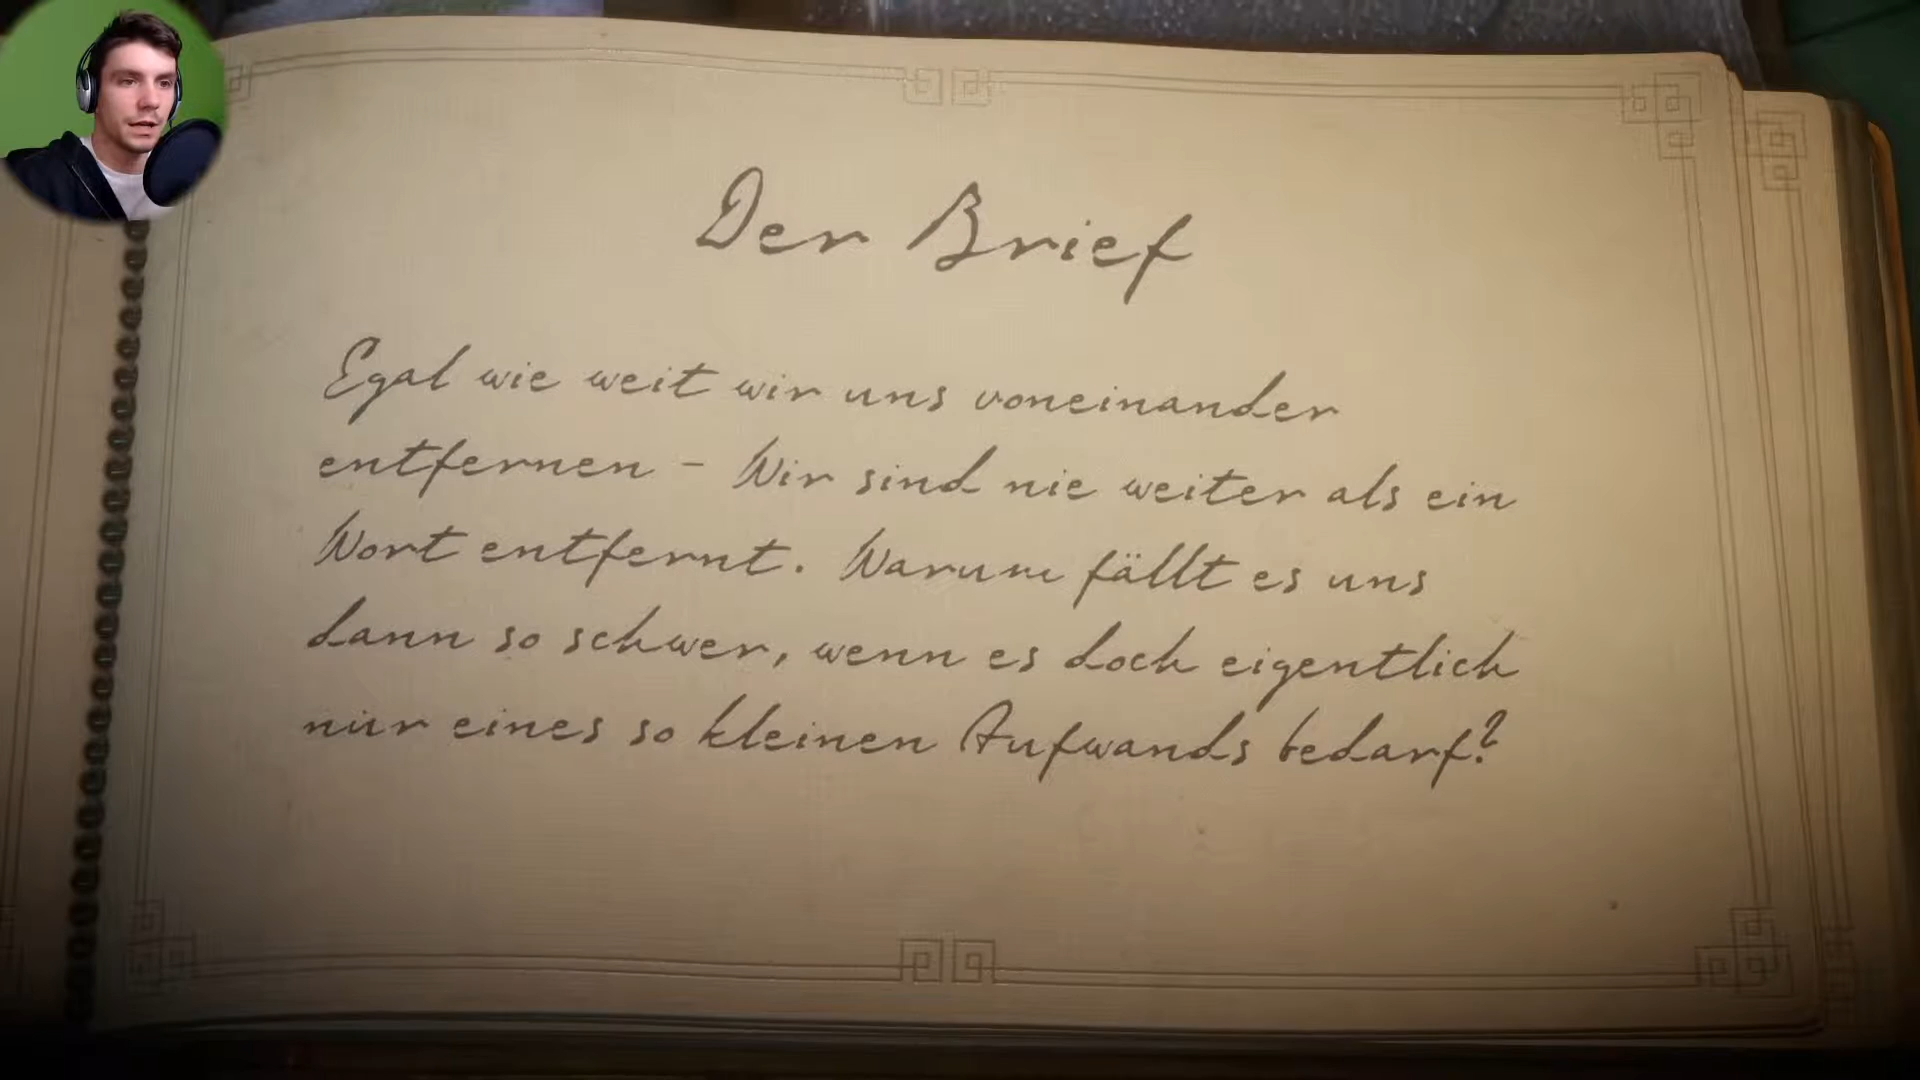 Der Brief
Egal wie weit wir uns voneinander
entfernen - Wir sind nie weiter als ein
Wort entfernt. Warum fällt es uns
dann so schwer, wenn es doch eigentlich
nur eines so kleinen Aufwands bedarf?